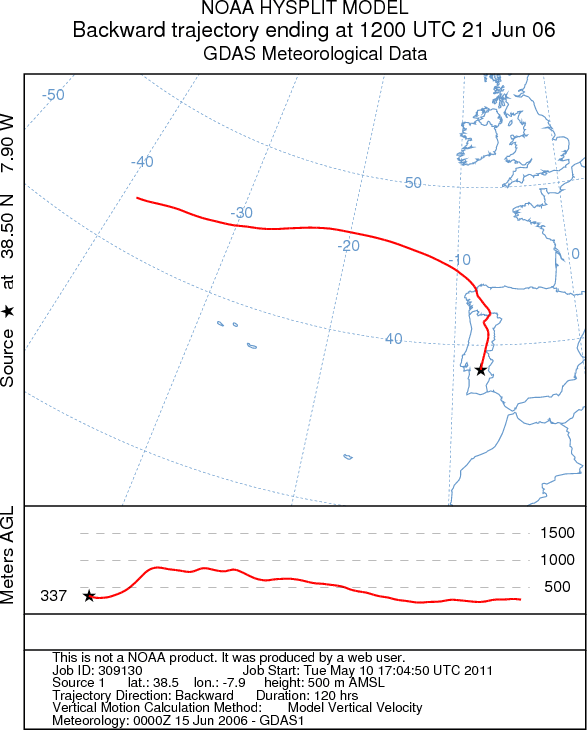 NOAA HYSPLIT MODEL
Backward trajectory ending at 1200 UTC 21 Jun 06
GDAS Meteorological Data
Source ★ at 38.50 N 7.90 W
-50
-40
-30
-20
-10
0
50
40
Meters AGL
337
1500
1000
500
This is not a NOAA product. It was produced by a web user.
Job ID: 309130 Job Start: Tue May 10 17:04:50 UTC 2011
Source 1 lat.: 38.5 lon.: -7.9 height: 500 m AMSL
Trajectory Direction: Backward Duration: 120 hrs
Vertical Motion Calculation Method: Model Vertical Velocity
Meteorology: 0000Z 15 Jun 2006 - GDAS1